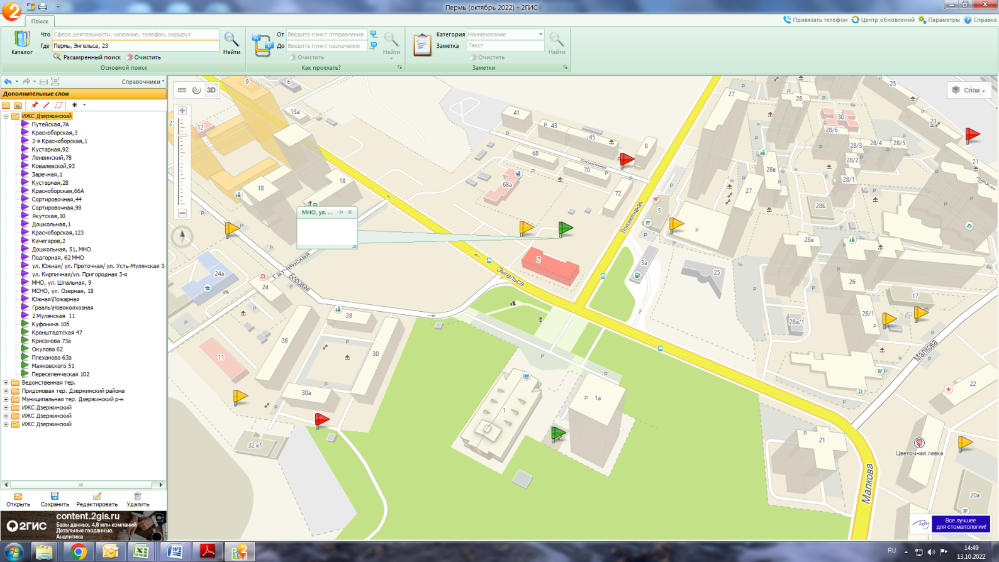 Пермь (октябрь 2022) - 2ГИС
Поиск
Привязать телефон
Центр обновлений
Параметры
Справка
Каталог
Что
Сфера деятельности, название, телефон, маршрут
Где
Пермь, Энгельса, 23
Расширенный поиск
Очистить
Найти
Основной поиск
От
Введите пункт отправления
До
Введите пункт назначения
Очистить
Найти
Как проехать?
Категория
Наименование
Заметка
Текст
Очистить
Найти
Заметки
Справочники
Дополнительные слои
ИЖС Дзержинский
Путейская,7А
Красноборская,3
2-я Красноборская,1
Кустарная,92
Ленвинский,78
Ковалевской,93
Заречная,1
Кустарная,28
Красноборская,66А
Сортировочная,44
Сортировочная,98
Якутская,10
Дошкольная,1
Красноборская,123
Качегаров,2
Дошкольная, 51, МНО
Подгорная, 62 МНО
ул. Южная/ ул. Проточная/ ул. Усть-Мулянская 3-
ул. Кирпичная/ул. Пригородная 3-я
МНО, ул. Шпальная, 9
МСНО, ул. Озерная, 18
Южная\Пожарная
Грааль\Новоколхозная
2 Мулянская  11
Куфонина 10б
Кронштадтская 47
Крисанова 73а
Окулова 62
Плеханова 63а
Маяковского 51
Переселенческая 102
Ведонственная тер.
Придомовая тер. Дзержинский района
Муниципальная тер. Дзержинский р-н
ИЖС Дзержинский
ИЖС Дзержинский
ИЖС Дзержинский
Открыть
Сохранить
Редактировать
Удалить
2ГИС
content.2gis.ru
Базы данных. 4,8 млн компаний
Детальные геоданные.
Аналитика
3D
Слои
9
6
13а
12
18
18
41
43
45
8
68
70
72
68а
27
28
30
28/6
25
23
28/3
28/4
28/5
28/2
28/1
21
28в
27
28Б
5
28а
МНО, ул. ...
2
3а
25
26
17
26/1
28а/1
24а
24
28
26
30
11
30а
32 к1
1
1а
22
21
20а
Гатчинская
Боровая
Энгельса
Локомотивная
Малкова
Малкова
Цветочная лавка
Все лучшее
для стоматологии!
RU
14:49
13.10.2022